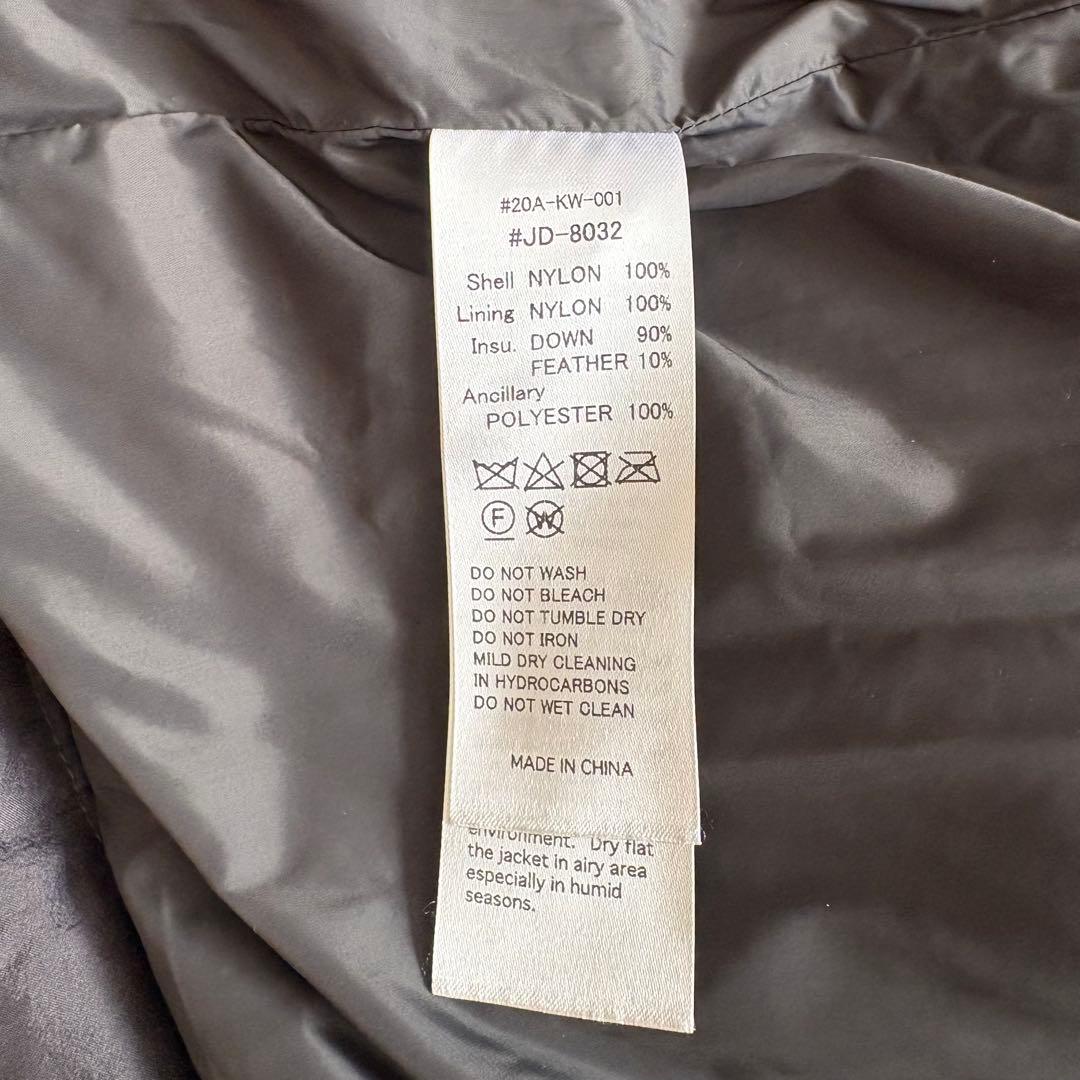 #20A-KW-001
#JD-8032
Shell NYLON 100%
Lining NYLON 100%
Insu. DOWN 90%
FEATHER 10%
Ancillary
POLYESTER 100%
F W
DO NOT WASH
DO NOT BLEACH
DO NOT TUMBLE DRY
DO NOT IRON
MILD DRY CLEANING
IN HYDROCARBONS
DO NOT WET CLEAN
MADE IN CHINA
environment. Dry flat
the jacket in airy area
especially in humid
seasons.